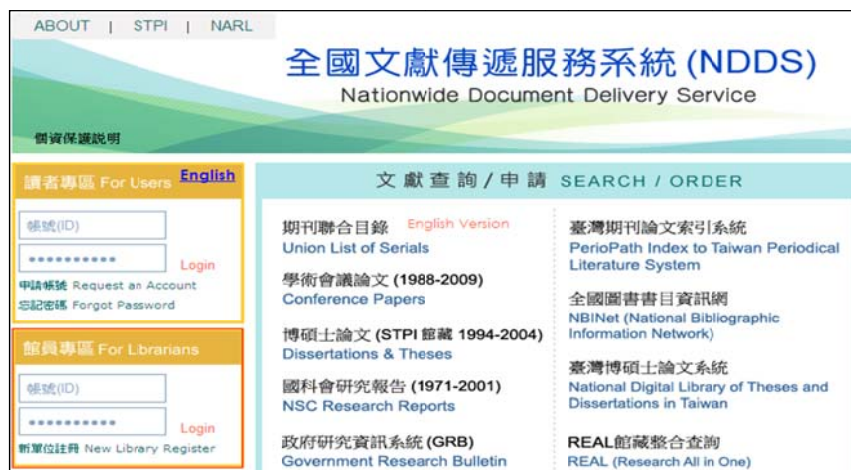 ABOUT | STPI | NARL
全國文獻傳遞服務系統 (NDDS)
Nationwide Document Delivery Service
個資保護説明
讀者專區 For Users English
帳號(ID)
••••••••••
Login
申請帳號 Request an Account
忘記密碼 Forgot Password
館員專區 For Librarians
帳號(ID)
••••••••••
Login
新單位註冊 New Library Register
文獻查詢/申請 SEARCH / ORDER
期刊聯合目錄 English Version
Union List of Serials
學術會議論文 (1988-2009)
Conference Papers
博碩士論文 (STPI 館藏 1994-2004)
Dissertations & Theses
國科會研究報告 (1971-2001)
NSC Research Reports
政府研究資訊系統 (GRB)
Government Research Bulletin
臺灣期刊論文索引系統
PerioPath Index to Taiwan Periodical
Literature System
全國圖書書目資訊網
NBINet (National Bibliographic
Information Network)
臺灣博碩士論文系統
National Digital Library of Theses and
Dissertations in Taiwan
REAL館藏整合查詢
REAL (Research All in One)